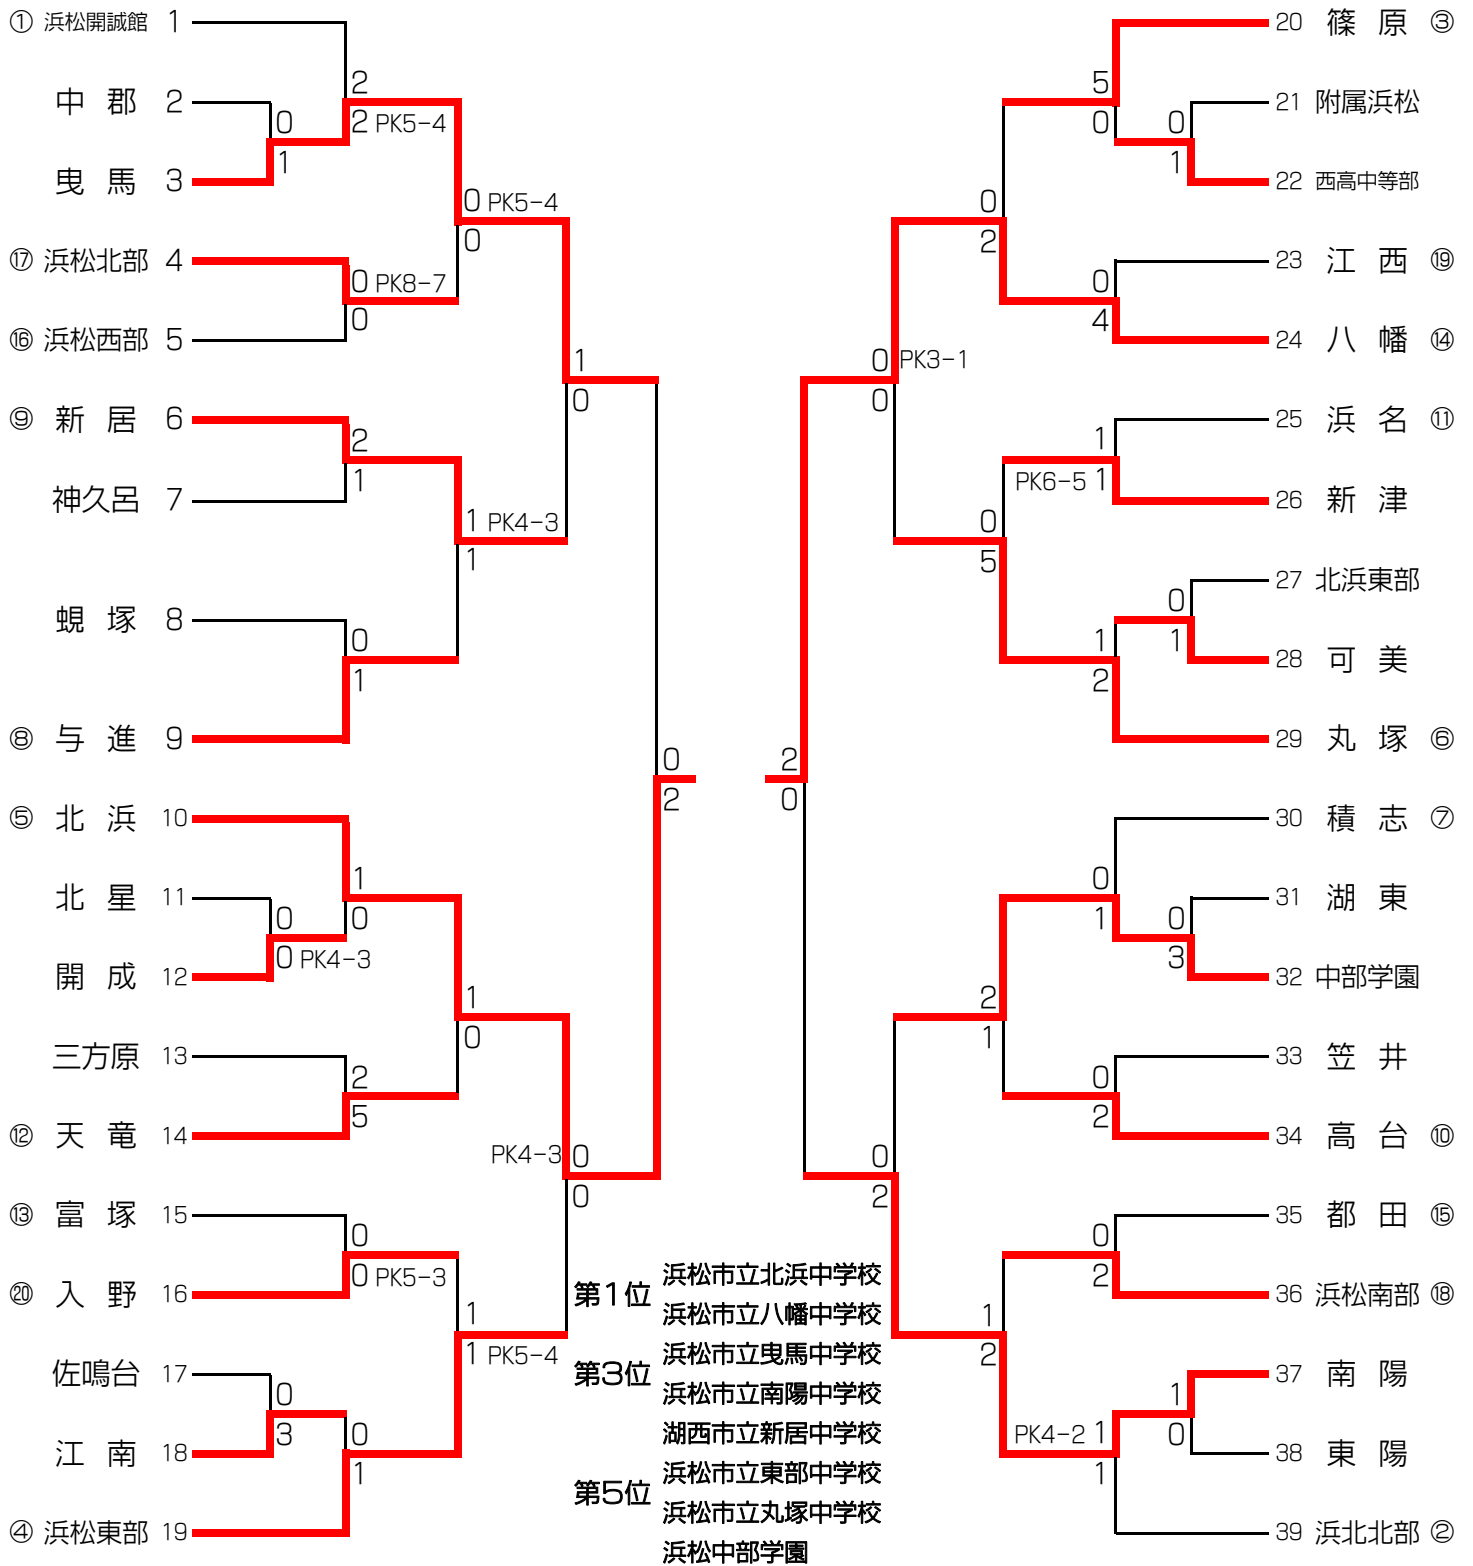 ① 浜松開誠館 1
2
中郡 2
0
2 PK5-4
曳馬 3
1
0 PK5-4
⑰ 浜松北部 4
0 PK8-7
0
0
⑯ 浜松西部 5
1
0
⑨ 新居 6
2
1
神久呂 7
1 PK4-3
1
蜆塚 8
0
1
⑧ 与進 9
0
2
⑤ 北浜 10
1
北星 11
0
0
0 PK4-3
開成 12
1
0
三方原 13
2
5
⑫ 天竜 14
PK4-3 0
0
⑬ 富塚 15
0
0 PK5-3
⑳ 入野 16
1
1 PK5-4
佐鳴台 17
0
3
0
江南 18
1
④ 浜松東部 19
20 篠原 ③
5
21 附属浜松
0
0
1
22 西高中等部
0
2
23 江西 ⑲
0
4
24 八幡 ⑭
0 PK3-1
0
25 浜名 ⑪
1
PK6-5 1
26 新津
0
5
27 北浜東部
0
1
1
28 可美
2
29 丸塚 ⑥
2
0
30 積志 ⑦
0
31 湖東
1
0
3
32 中部学園
2
1
33 笠井
0
2
34 高台 ⑩
0
2
35 都田 ⑮
0
2
36 浜松南部 ⑱
1
2
37 南陽
1
0
PK4-2 1
38 東陽
1
39 浜北北部 ②
第1位
浜松市立北浜中学校
浜松市立八幡中学校
第3位
浜松市立曳馬中学校
浜松市立南陽中学校
第5位
湖西市立新居中学校
浜松市立東部中学校
浜松市立丸塚中学校
浜松中部学園